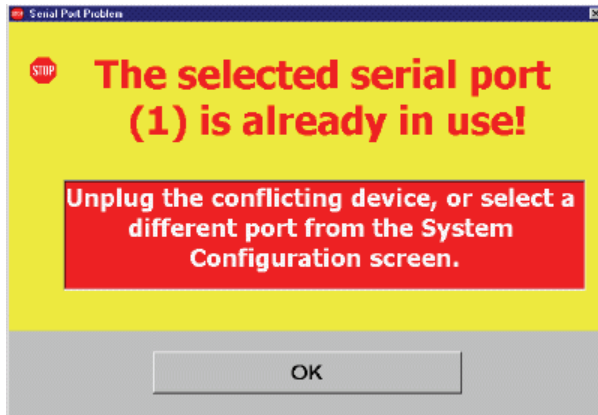 Serial Port Problem
STOP
The selected serial port
(1) is already in use!
Unplug the conflicting device, or select a
different port from the System
Configuration screen.
OK